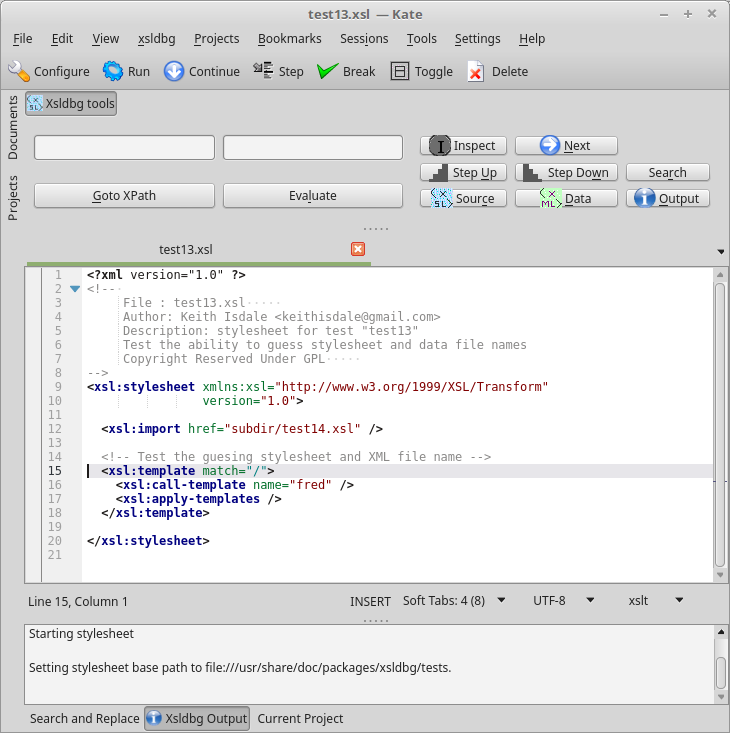 test13.xsl — Kate
File Edit View xsldbg Projects Bookmarks Sessions Tools Settings Help
Configure Run Continue Step Break Toggle Delete
Documents
Projects
Xsldbg tools
Inspect Next
Step Up Step Down Search
Goto XPath Evaluate Source Data Output
test13.xsl
1 <?xml version="1.0" ?>
2 <!--
3 File : test13.xsl
4 Author: Keith Isdale <keithisdale@gmail.com>
5 Description: stylesheet for test "test13"
6 Test the ability to guess stylesheet and data file names
7 Copyright Reserved Under GPL
8 -->
9 <xsl:stylesheet xmlns:xsl="http://www.w3.org/1999/XSL/Transform"
10 version="1.0">
11
12 <xsl:import href="subdir/test14.xsl" />
13
14 <!-- Test the guesing stylesheet and XML file name -->
15 <xsl:template match="/">
16 <xsl:call-template name="fred" />
17 <xsl:apply-templates />
18 </xsl:template>
19
20 </xsl:stylesheet>
21
Line 15, Column 1 INSERT Soft Tabs: 4 (8) UTF-8 xslt
Starting stylesheet
Setting stylesheet base path to file:///usr/share/doc/packages/xsldbg/tests.
Search and Replace Xsldbg Output Current Project